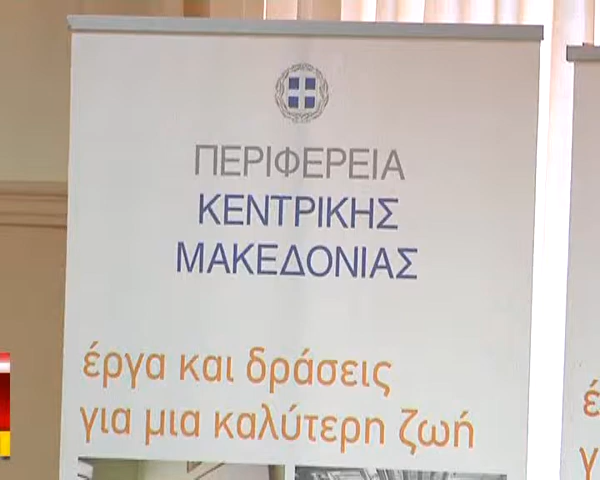 ΠΕΡΙΦΕΡΕΙΑ
ΚΕΝΤΡΙΚΗΣ
ΜΑΚΕΔΟΝΙΑΣ
έργα και δράσεις
για μια καλύτερη ζωή
έ
γ